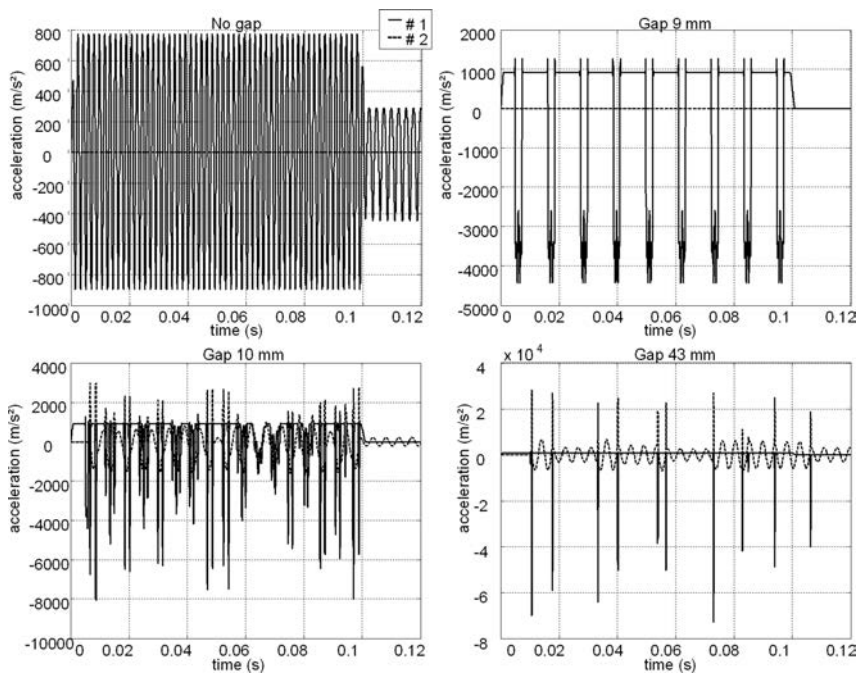 No gap
# 1
# 2
acceleration (m/s²)
800
600
400
200
0
-200
-400
-600
-800
-1000
0 0.02 0.04 0.06 0.08 0.1 0.12
time (s)
Gap 9 mm
acceleration (m/s²)
2000
1000
0
-1000
2000
-3000
-4000
-5000
0 0.02 0.04 0.06 0.08 0.1 0.12
time (s)
Gap 10 mm
acceleration (m/s²)
4000
2000
0
-2000
-4000
-6000
-8000
-10000
0 0.02 0.04 0.06 0.08 0.1 0.12
time (s)
Gap 43 mm
x 10 4
acceleration (m/s²)
4
2
0
-2
-4
-6
-8
0 0.02 0.04 0.06 0.08 0.1 0.12
time (s)